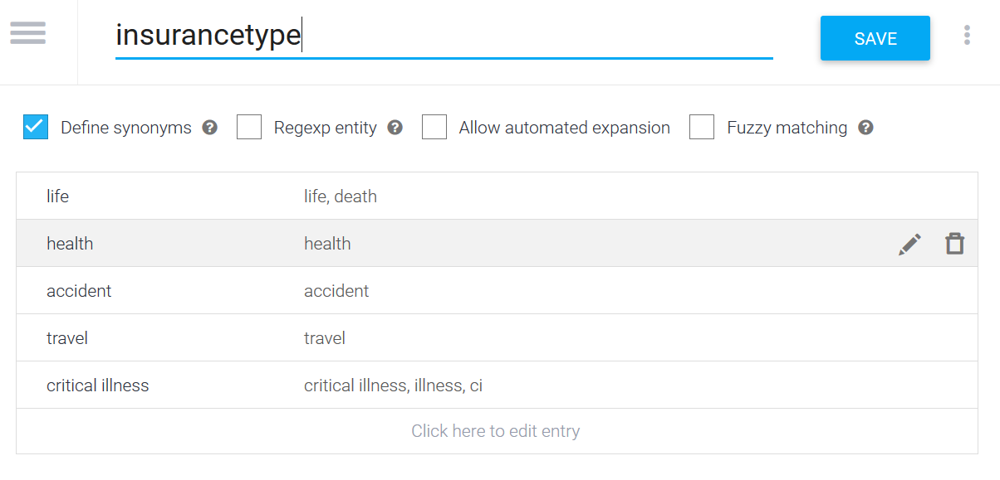 insurancetype
SAVE
Define synonyms ? Regexp entity ? Allow automated expansion Fuzzy matching ?
life life, death
health health
accident accident
travel travel
critical illness critical illness, illness, ci
Click here to edit entry